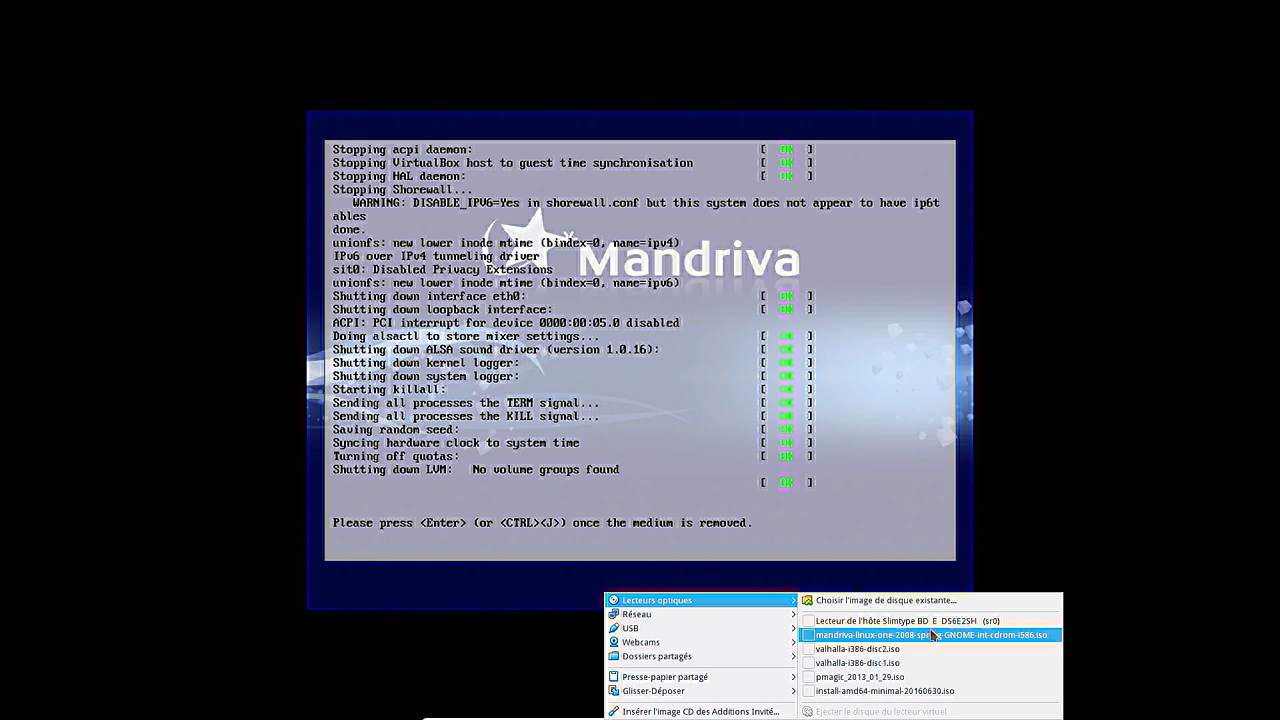 Stopping acpi daemon: [ OK ]
Stopping VirtualBox host to guest time synchronisation [ OK ]
Stopping HAL daemon: [ OK ]
Stopping Shorewall...
WARNING: DISABLE_IPV6=Yes in shorewall.conf but this system does not appear to have ip6t
ables
done.
unionfs: new lower inode mtime (bindex=0, name=ipv4)
IPv6 over IPv4 tunneling driver
sit0: Disabled Privacy Extensions
unionfs: new lower inode mtime (bindex=0, name=ipv6)
Mandriva
Shutting down interface eth0: [ OK ]
Shutting down loopback interface: [ OK ]
ACPI: PCI interrupt for device 0000:00:05.0 disabled
Doing alsactl to store mixer settings... [ OK ]
Shutting down ALSA sound driver (version 1.0.16): [ OK ]
Shutting down kernel logger: [ OK ]
Shutting down system logger: [ OK ]
Starting killall: [ OK ]
Sending all processes the TERM signal... [ OK ]
Sending all processes the KILL signal... [ OK ]
Saving random seed: [ OK ]
Syncing hardware clock to system time [ OK ]
Turning off quotas: [ OK ]
Shutting down LVM: No volume groups found
[ OK ]
Please press <Enter> (or <CTRL><J>) once the medium is removed.
Lecteurs optiques
Réseau
USB
Webcams
Dossiers partagés
Presse-papier partagé
Glisser-Déposer
Insérer l'image CD des Additions Invité...
Choisir l'image de disque existante...
Lecteur de l'hôte Slimtype BD E DS6E2SH (sr0)
mandriva-linux-one-2008-spring-GNOME-int-cdrom-i586.iso
valhalla-i386-disc2.iso
valhalla-i386-disc1.iso
pmagic_2013_01_29.iso
install-amd64-minimal-20160630.iso
Ejecter le disque du lecteur virtuel